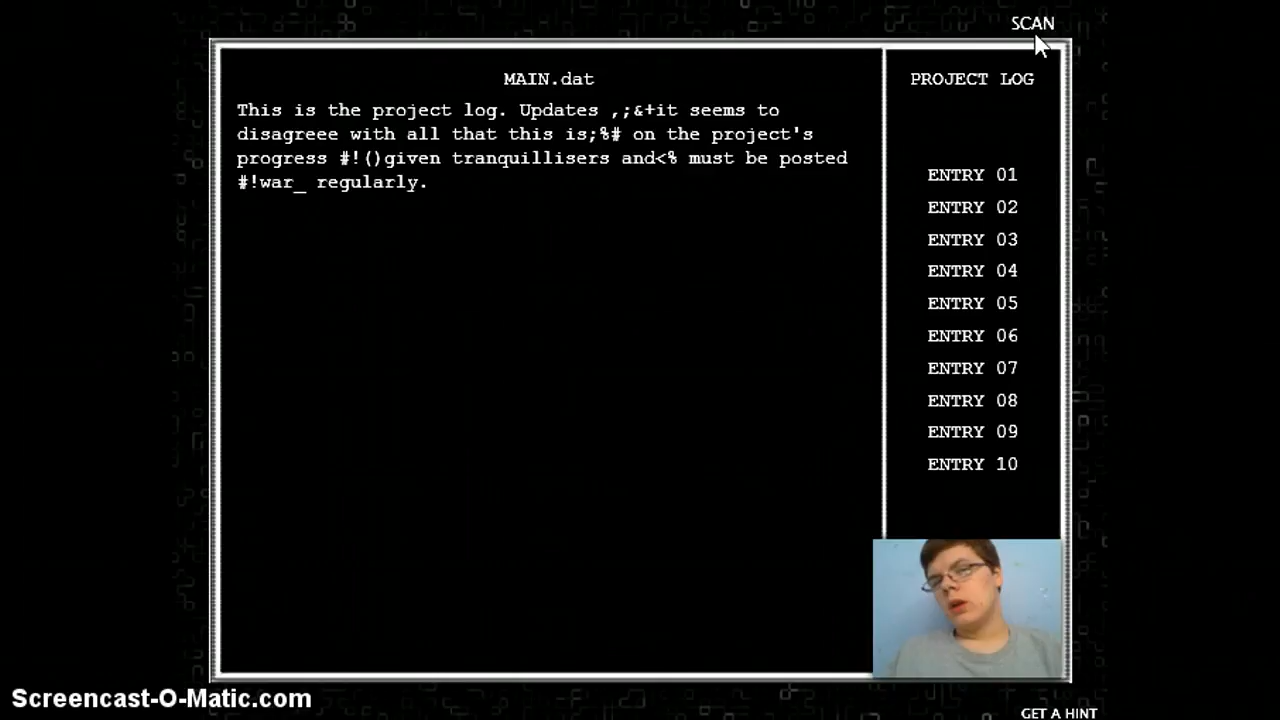 SCAN
MAIN.dat
This is the project log. Updates ,;&+it seems to
disagreee with all that this is;%# on the project's
progress #!()given tranquillisers and<% must be posted
#!war_ regularly.
PROJECT LOG
ENTRY 01
ENTRY 02
ENTRY 03
ENTRY 04
ENTRY 05
ENTRY 06
ENTRY 07
ENTRY 08
ENTRY 09
ENTRY 10
Screencast-O-Matic.com
GET A HINT